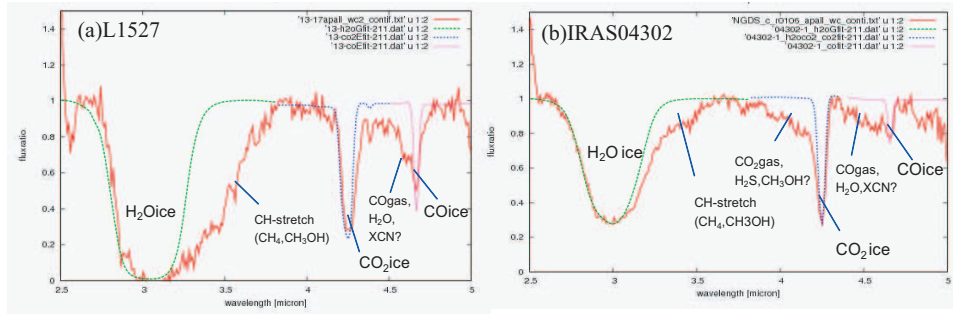 (a)L1527
'13-17apall_wc2_contif.txt' u 1:2
'13-h2oGfit-211.dat' u 1:2
'13-co2Efit-211.dat' u 1:2
'13-coEfit-211.dat' u 1:2
1.4
1.2
1
0.8
0.6
0.4
0.2
0
fluxratio
H₂Oice
CH-stretch
(CH₄,CH₃OH)
COgas,
H₂O,
XCN?
COice
CO₂ice
2.5
3
3.5
4
4.5
5
wavelength [micron]
(b)IRAS04302
'NGDS_c_r0106_apall_wc_conti.txt' u 1:2
'04302-1_h2oGfit-211.dat' u 1:2
'04302-1_h2oco2_co2fit-211.dat' u 1:2
'04302-1_cofit-211.dat' u 1:2
1.4
1.2
1
0.8
0.6
0.4
0.2
0
fluxratio
H₂O ice
CO₂gas,
H₂S,CH₃OH?
CH-stretch
(CH₄,CH3OH)
COgas,
H₂O,XCN?
COice
CO₂ice
2.5
3
3.5
4
4.5
5
wavelength [micron]